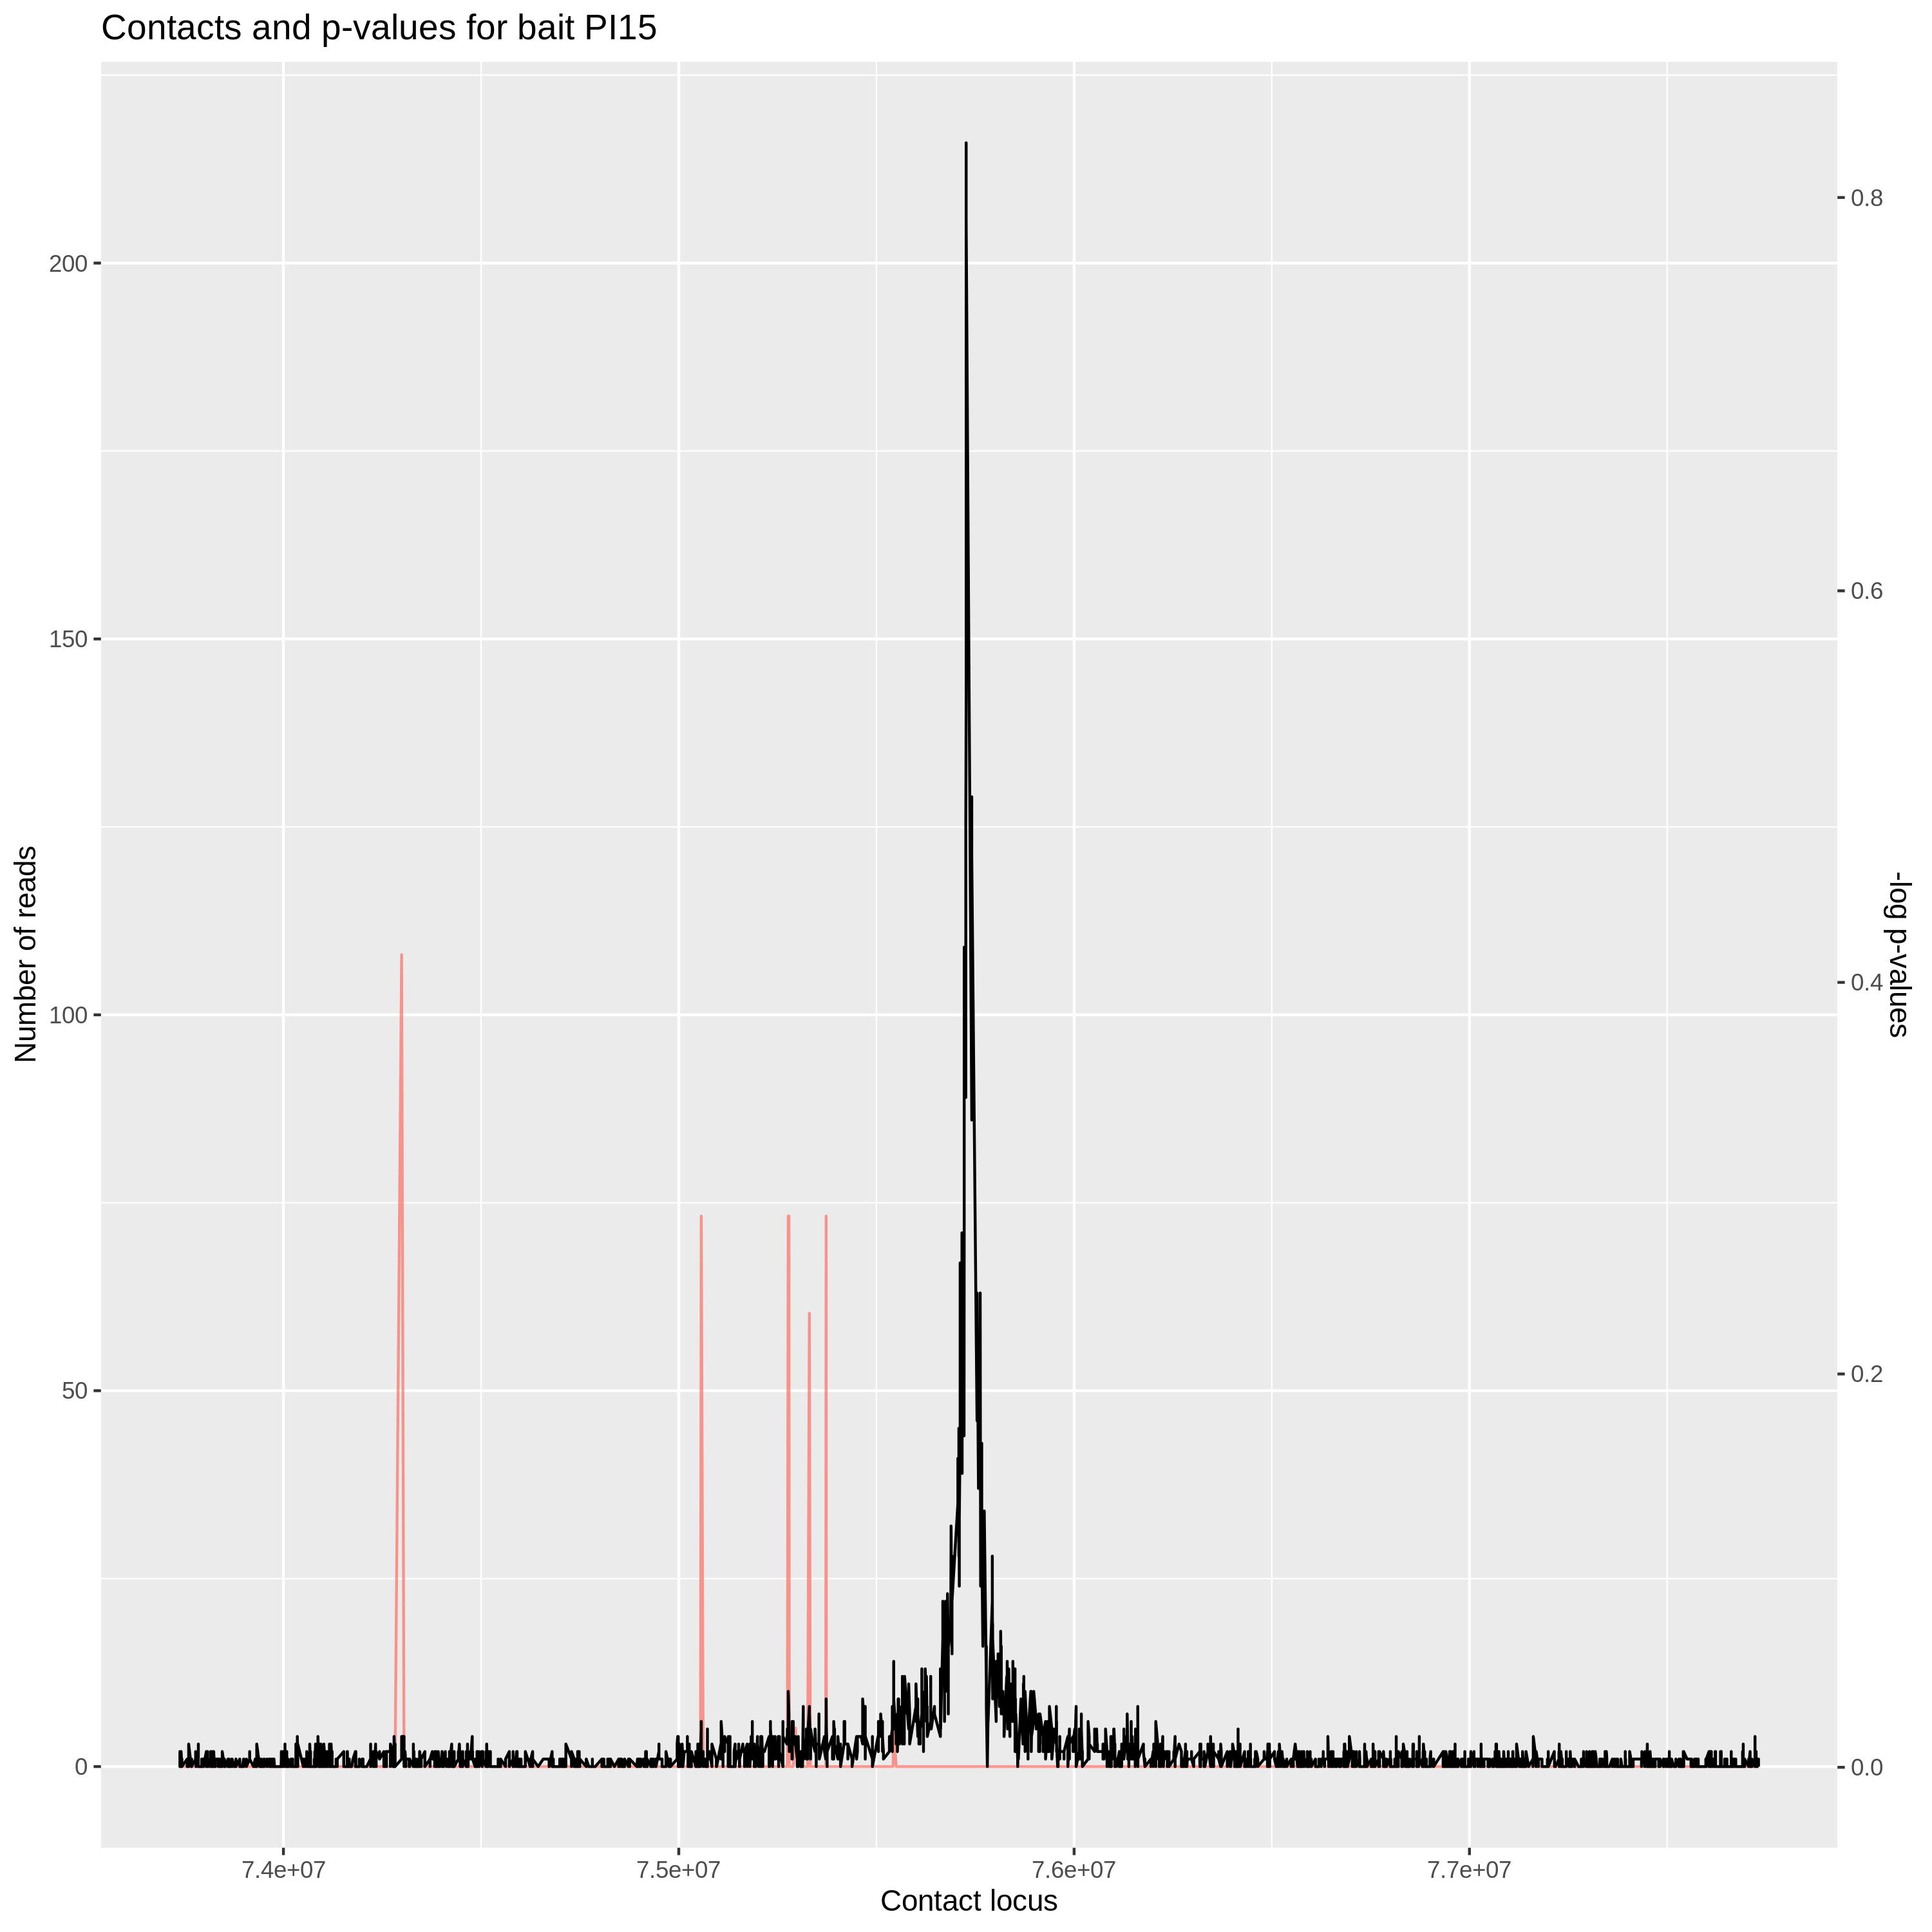 Contacts and p-values for bait PI15
200
150
100
50
0
Number of reads
0.8
0.6
0.4
0.2
0.0
-log p-values
7.4e+07
7.5e+07
7.6e+07
7.7e+07
Contact locus